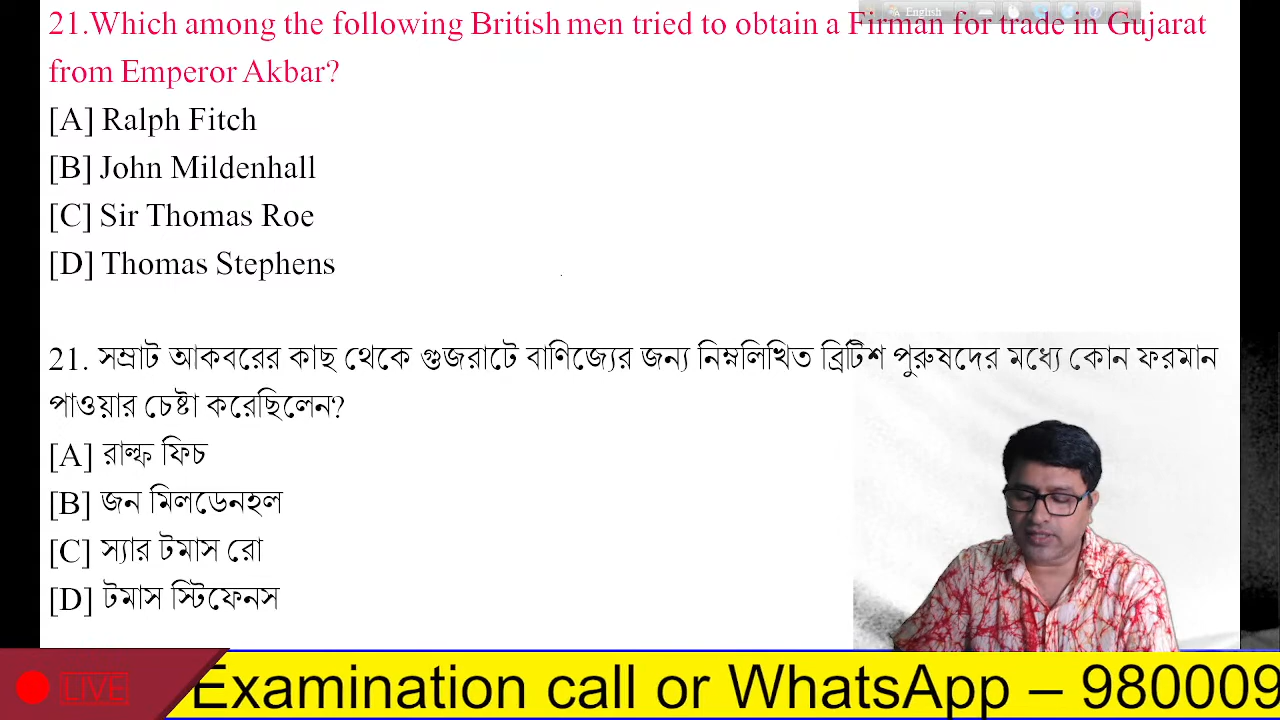 21.Which among the following British men tried to obtain a Firman for trade in Gujarat
English
from Emperor Akbar?
[A] Ralph Fitch
[B] John Mildenhall
[C] Sir Thomas Roe
[D] Thomas Stephens
21. সম্রাট আকবরের কাছ থেকে গুজরাটে বাণিজ্যের জন্য নিম্নলিখিত ব্রিটিশ পুরুষদের মধ্যে কোন ফরমান
পাওয়ার চেষ্টা করেছিলেন?
[A] রাল্ফ ফিচ
[B] জন মিলডেনহল
[C] স্যার টমাস রো
[D] টমাস স্টিফেনস
LIVE
Examination call or WhatsApp – 980009